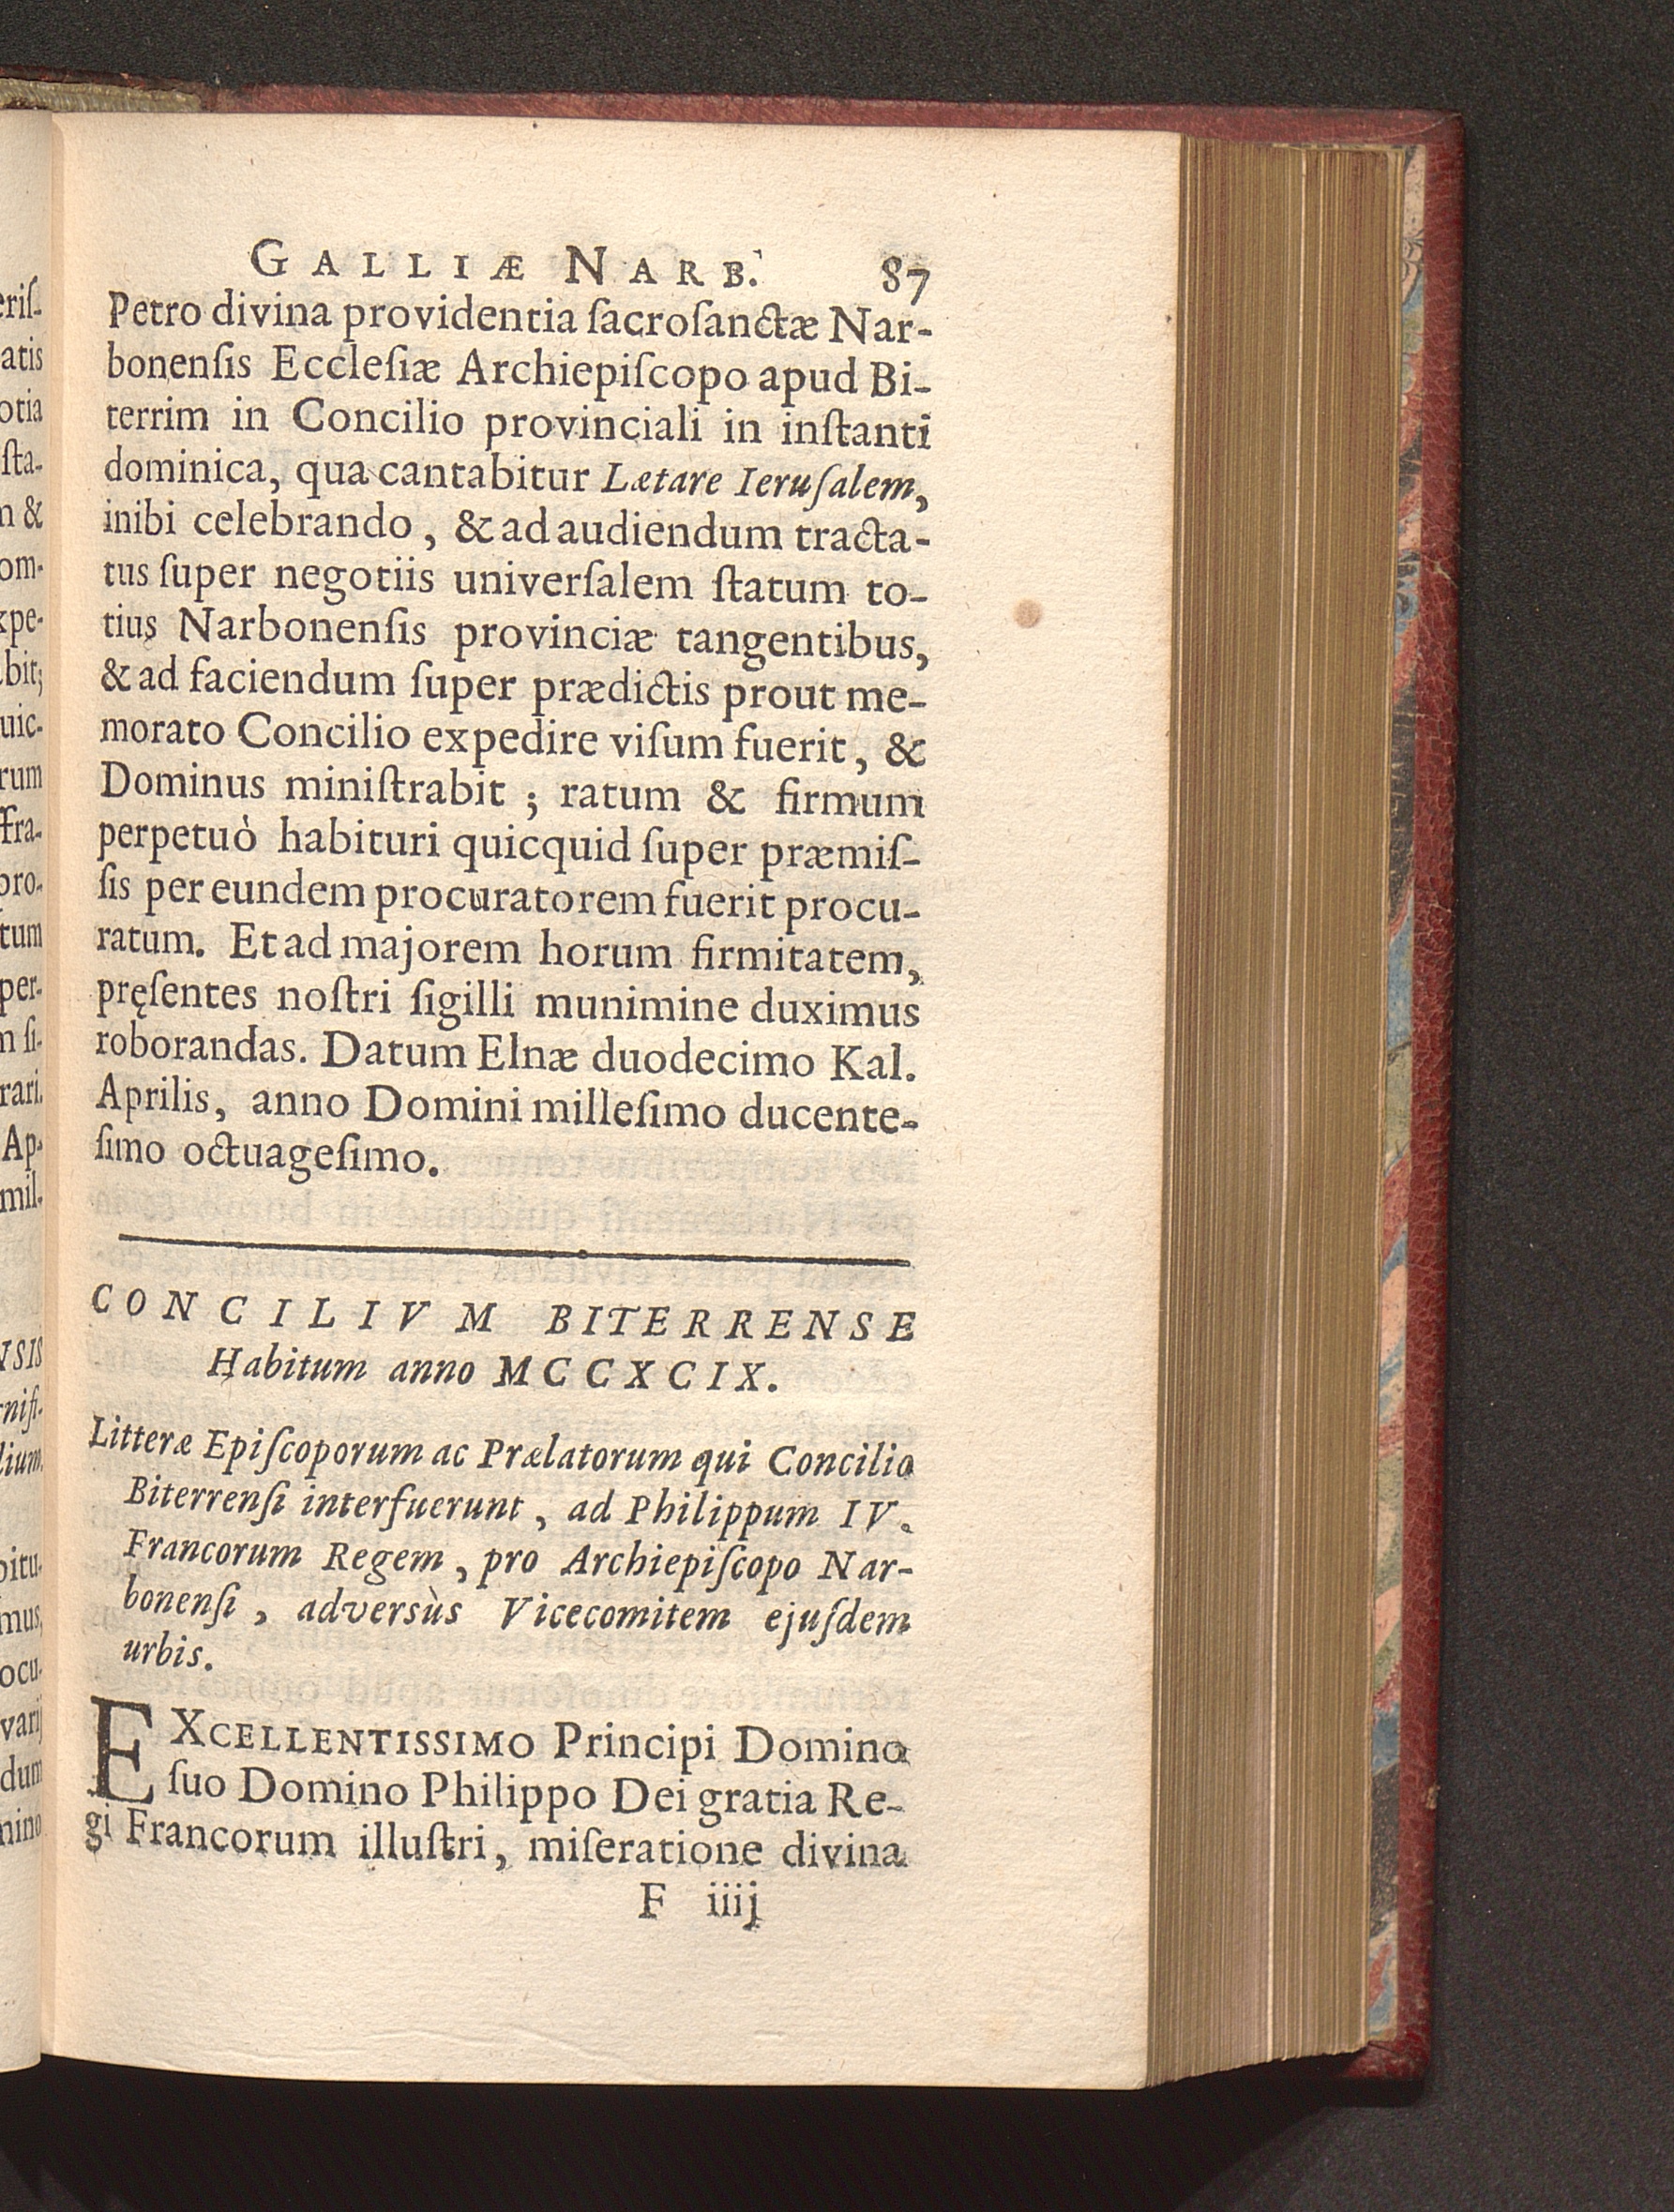 GALLIÆ NARB. 87
Petro divina providentia ſacroſanctæ Nar-
bonenſis Eccleſiæ Archiepiſcopo apud Bi-
terrim in Concilio provinciali in inſtanti
dominica, qua cantabitur Lætare Ieruſalem,
inibi celebrando, & ad audiendum tracta-
tus ſuper negotiis univerſalem ſtatum to-
tius Narbonenſis provinciæ tangentibus,
& ad faciendum ſuper prædictis prout me-
morato Concilio expedire viſum fuerit, &
Dominus miniſtrabit ; ratum & firmum
perpetuò habituri quicquid ſuper præmiſ-
ſis per eundem procuratorem fuerit procu-
ratum. Et ad majorem horum firmitatem,
pręſentes noſtri ſigilli munimine duximus
roborandas. Datum Elnæ duodecimo Kal.
Aprilis, anno Domini milleſimo ducente-
ſimo octuageſimo.
CONCILIVM BITERRENSE
Habitum anno MCCXCIX.
Litteræ Epiſcoporum ac Prælatorum qui Concilio
Biterrenſi interfuerunt, ad Philippum IV.
Francorum Regem, pro Archiepiſcopo Nar-
bonenſi, adversùs Vicecomitem ejuſdem
urbis.
EXCELLENTISSIMO Principi Domino
ſuo Domino Philippo Dei gratia Re-
gi Francorum illuſtri, miſeratione divina
F iiij